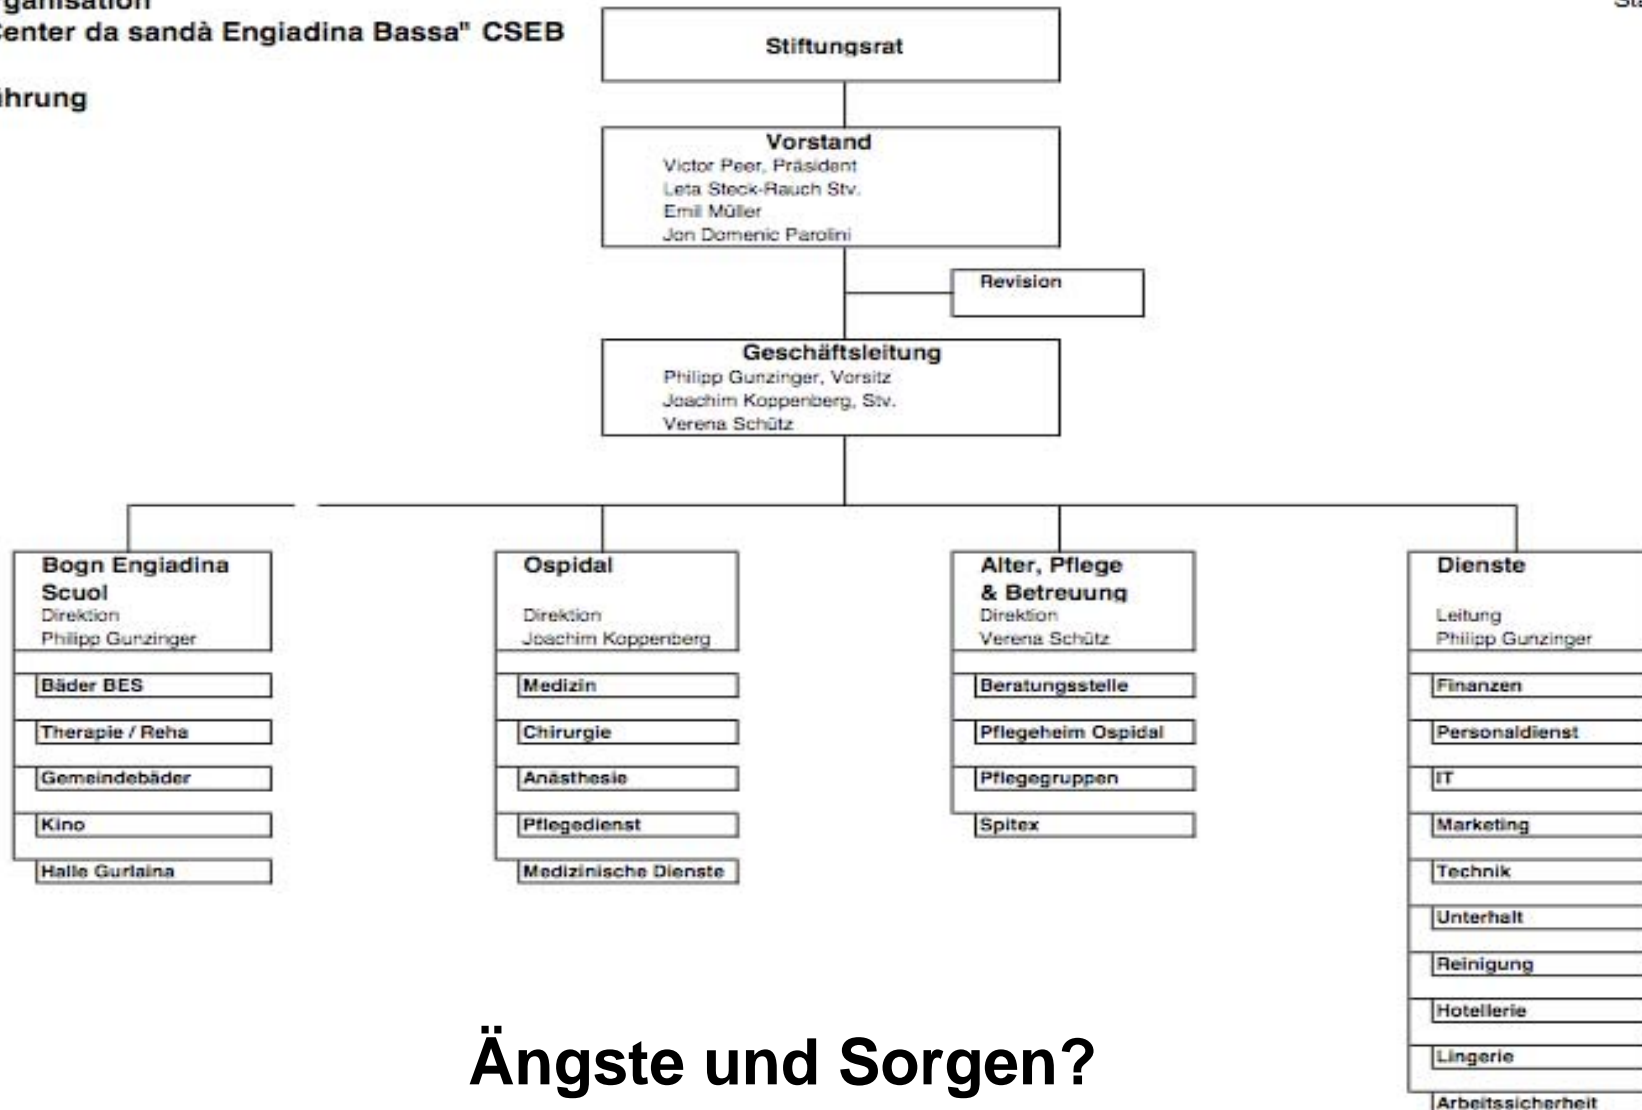 Center da sandà Engiadina Bassa" CSEB
Stiftungsrat
Vorstand
Victor Peer, Präsident
Leta Steck-Rauch Stv.
Emil Müller
Jon Domenic Parolini
Revision
Geschäftsleitung
Philipp Gunzinger, Vorsitz
Joachim Koppenberg, Stv.
Verena Schütz
Bogn Engiadina
Scuol
Direktion
Philipp Gunzinger
Bäder BES
Therapie / Reha
Gemeindebäder
Kino
Halle Gurlaina
Ospidal
Direktion
Joachim Koppenberg
Medizin
Chirurgie
Anästhesie
Pflegedienst
Medizinische Dienste
Alter, Pflege
& Betreuung
Direktion
Verena Schütz
Beratungsstelle
Pflegeheim Ospidal
Pflegegruppen
Spitex
Dienste
Leitung
Philipp Gunzinger
Finanzen
Personaldienst
IT
Marketing
Technik
Unterhalt
Reinigung
Hotellerie
Lingerie
Arbeitssicherheit
Ängste und Sorgen?